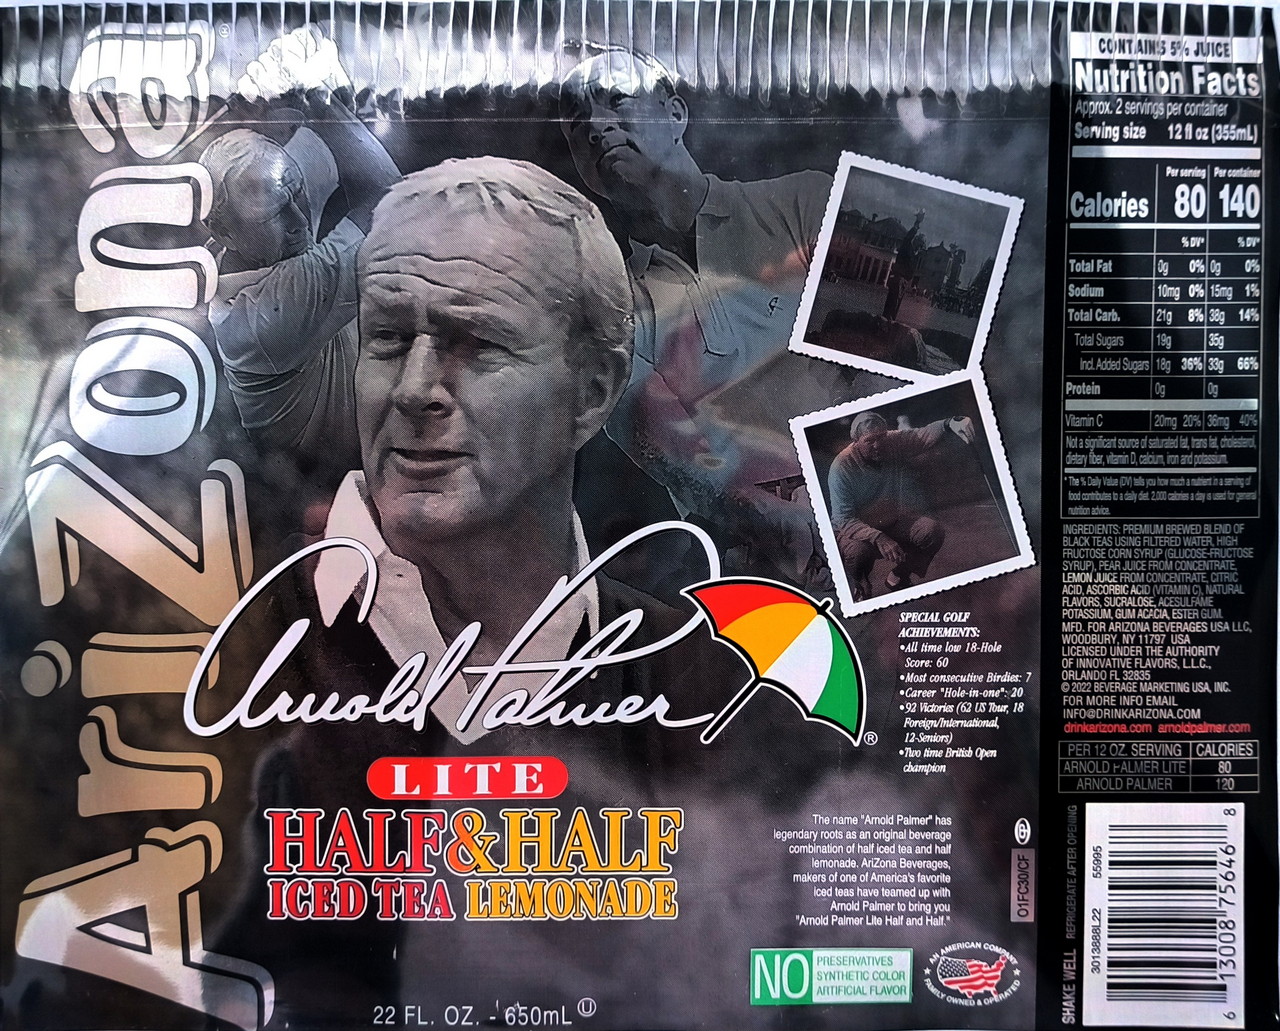 AriZona®
Arnold Palmer ®
LITE
HALF & HALF
ICED TEA LEMONADE
22 FL. OZ. - 650mL Ⓤ
SPECIAL GOLF
ACHIEVEMENTS:
•All time low 18-Hole
Score: 60
•Most consecutive Birdies: 7
•Career "Hole-in-one": 20
•92 Victories (62 US Tour, 18
Foreign/International,
12-Seniors)
•Two time British Open
champion
The name "Arnold Palmer" has
legendary roots as an original beverage
combination of half iced tea and half
lemonade. AriZona Beverages,
makers of one of America's favorite
iced teas have teamed up with
Arnold Palmer to bring you
"Arnold Palmer Lite Half and Half."
O1FC30/CF
NO PRESERVATIVES
SYNTHETIC COLOR
ARTIFICIAL FLAVOR
AN AMERICAN COMPANY
FAMILY OWNED & OPERATED
CONTAINS 5% JUICE
Nutrition Facts
Approx. 2 servings per container
Serving size 12 fl oz (355mL)
Per serving Per container
Calories 80 140
% DV* % DV*
Total Fat 0g 0% 0g 0%
Sodium 10mg 0% 15mg 1%
Total Carb. 21g 8% 38g 14%
Total Sugars 19g 35g
Incl. Added Sugars 18g 36% 33g 66%
Protein 0g 0g
Vitamin C 20mg 20% 36mg 40%
Not a significant source of saturated fat, trans fat, cholesterol,
dietary fiber, vitamin D, calcium, iron and potassium.
* The % Daily Value (DV) tells you how much a nutrient in a serving of
food contributes to a daily diet. 2,000 calories a day is used for general
nutrition advice.
INGREDIENTS: PREMIUM BREWED BLEND OF
BLACK TEAS USING FILTERED WATER, HIGH
FRUCTOSE CORN SYRUP (GLUCOSE-FRUCTOSE
SYRUP), PEAR JUICE FROM CONCENTRATE,
LEMON JUICE FROM CONCENTRATE, CITRIC
ACID, ASCORBIC ACID (VITAMIN C), NATURAL
FLAVORS, SUCRALOSE, ACESULFAME
POTASSIUM, GUM ACACIA, ESTER GUM.
MFD. FOR ARIZONA BEVERAGES USA LLC,
WOODBURY, NY 11797 USA
LICENSED UNDER THE AUTHORITY
OF INNOVATIVE FLAVORS, L.L.C.,
ORLANDO FL 32835
© 2022 BEVERAGE MARKETING USA, INC.
FOR MORE INFO EMAIL
INFO@DRINKARIZONA.COM
drinkarizona.com arnoldpalmer.com
PER 12 OZ. SERVING CALORIES
ARNOLD PALMER LITE 80
ARNOLD PALMER 120
SHAKE WELL REFRIGERATE AFTER OPENING
3013888L22 55995
6 13008 75646 8